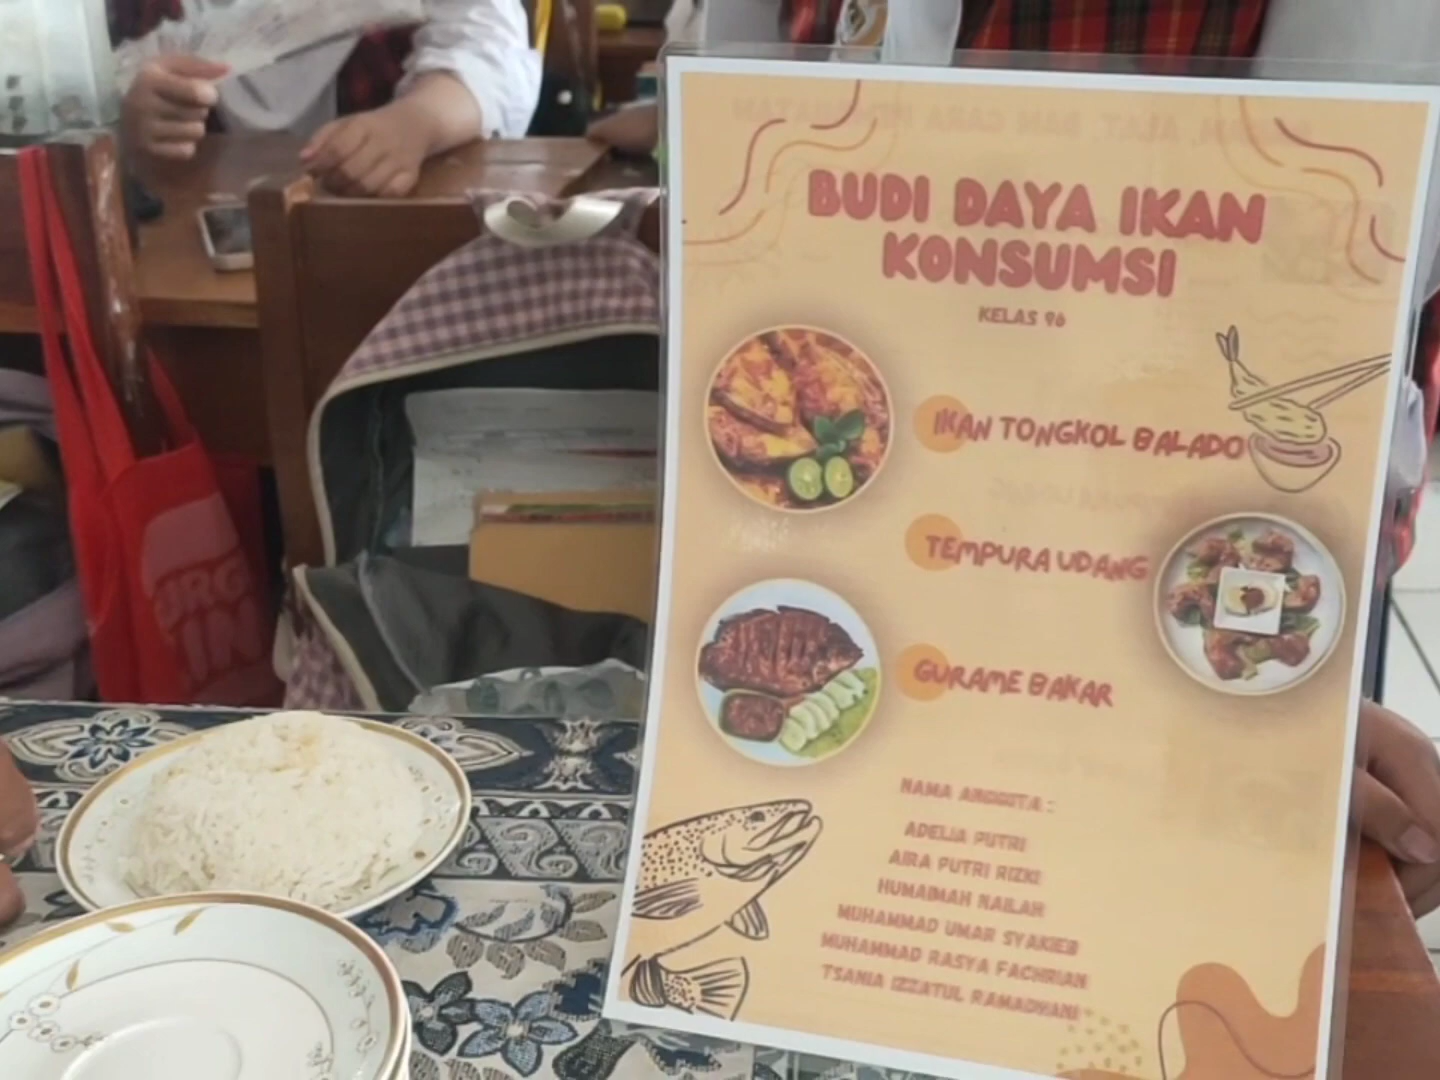 BUDI DAYA IKAN
KONSUMSI
KELAS 96
IKAN TONGKOL BALADO
TEMPURA UDANG
GURAME BAKAR
NAMA ANGGOTA :
ADELIA PUTRI
AIRA PUTRI RIZKI
HUMAIMAH NAILAH
MUHAMMAD UMAR SYAKIEB
MUHAMMAD RASYA FACHRIAN
TSANIA IZZATUL RAMADHANI